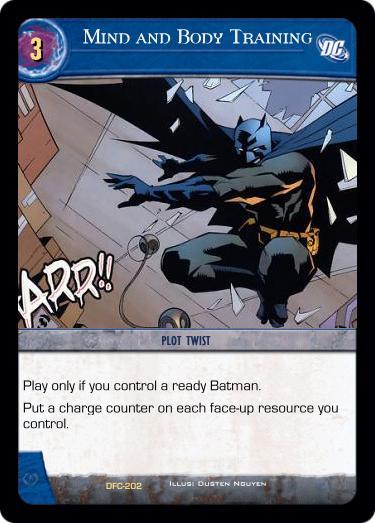 3
Mind and Body Training
DC
ARR!!
PLOT TWIST
Play only if you control a ready Batman.
Put a charge counter on each face-up resource you
control.
DFC-202
Illus: Dusten Nguyen